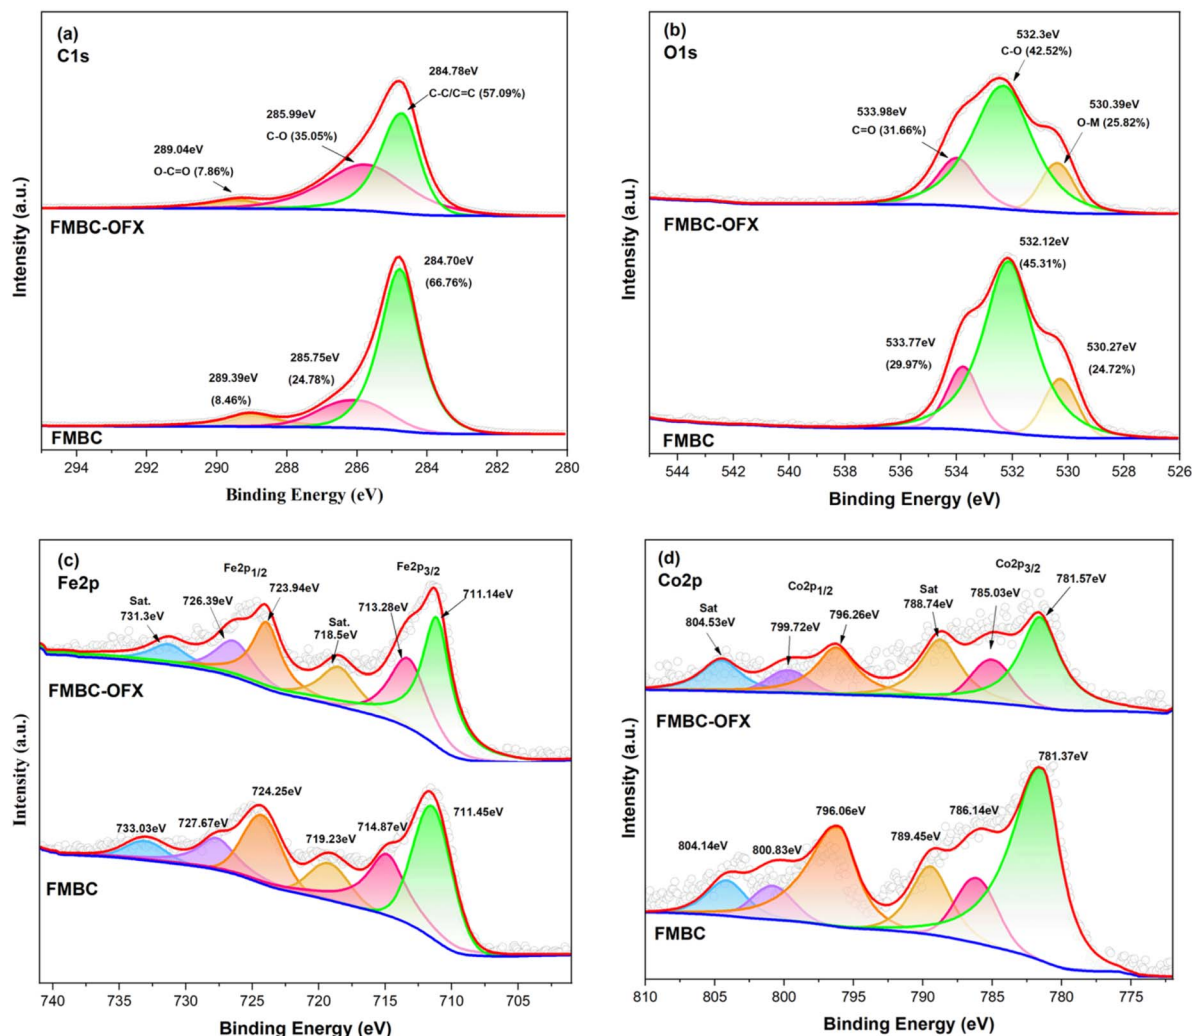 (a)
C1s
284.78eV
C-C/C=C (57.09%)
285.99eV
C-O (35.05%)
289.04eV
O-C=O (7.86%)
FMBC-OFX
284.70eV
(66.76%)
285.75eV
(24.78%)
289.39eV
(8.46%)
FMBC
294 292 290 288 286 284 282 280
Binding Energy (eV)
Intensity (a.u.)
(b)
O1s
532.3eV
C-O (42.52%)
533.98eV
C=O (31.66%)
530.39eV
O-M (25.82%)
FMBC-OFX
532.12eV
(45.31%)
533.77eV
(29.97%)
530.27eV
(24.72%)
FMBC
544 542 540 538 536 534 532 530 528 526
Binding Energy (eV)
Intensity (a.u.)
(c)
Fe2p
Fe2p1/2
Fe2p3/2
Sat.
731.3eV
726.39eV
723.94eV
Sat.
718.5eV
713.28eV
711.14eV
FMBC-OFX
733.03eV
727.67eV
724.25eV
719.23eV
714.87eV
711.45eV
FMBC
740 735 730 725 720 715 710 705
Binding Energy (eV)
Intensity (a.u.)
(d)
Co2p
Co2p1/2
Co2p3/2
Sat
804.53eV
799.72eV
796.26eV
Sat
788.74eV
785.03eV
781.57eV
FMBC-OFX
804.14eV
800.83eV
796.06eV
789.45eV
786.14eV
781.37eV
FMBC
810 805 800 795 790 785 780 775
Binding Energy (eV)
Intensity (a.u.)